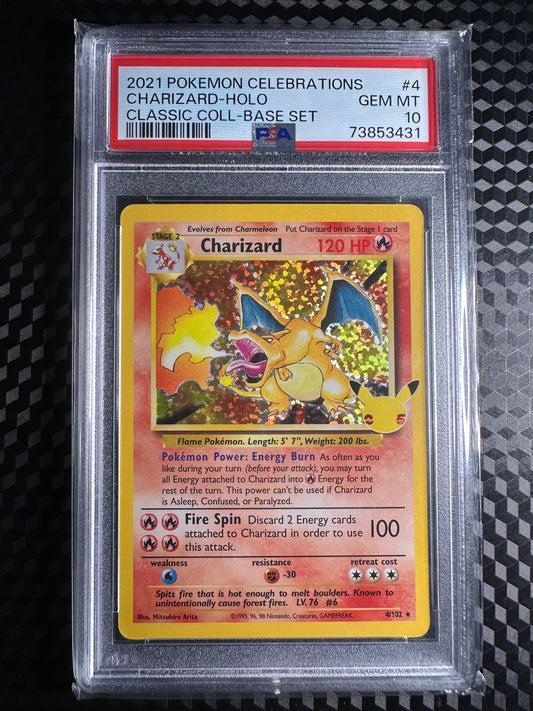 2021 POKEMON CELEBRATIONS #4
CHARIZARD-HOLO GEM MT
CLASSIC COLL-BASE SET 10
PSA 73853431
STAGE 2 Evolves from Charmeleon Put Charizard on the Stage 1 card
Charizard 120 HP
25
Flame Pokémon. Length: 5' 7", Weight: 200 lbs.
Pokémon Power: Energy Burn As often as you
like during your turn (before your attack), you may turn
all Energy attached to Charizard into Energy for the
rest of the turn. This power can't be used if Charizard
is Asleep, Confused, or Paralyzed.
Fire Spin Discard 2 Energy cards
attached to Charizard in order to use
this attack.
100
weakness resistance retreat cost
-30
Spits fire that is hot enough to melt boulders. Known to
unintentionally cause forest fires. LV. 76 #6
Illus. Mitsuhiro Arita ©1995, 96, 98 Nintendo, Creatures, GAMEFREAK. 4/102 ★